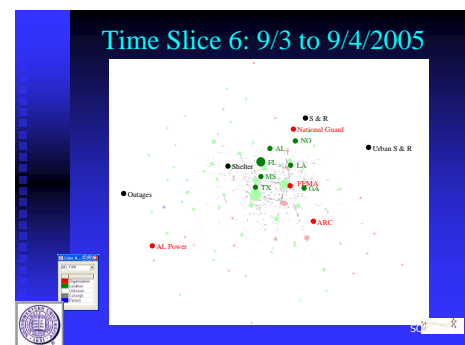 Time Slice 6: 9/3 to 9/4/2005
S & R
National Guard
NO
AL
Urban S & R
FL
Shelter
LA
MS
FEMA
TX
GA
Outages
ARC
AL Power
Organization
Location
Unknown
Concept
Person